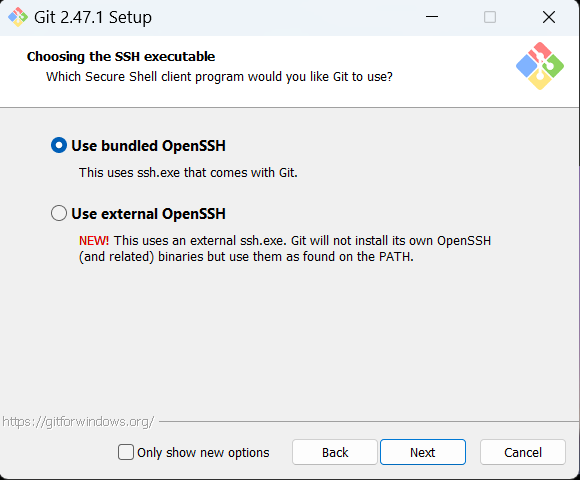 Git 2.47.1 Setup
Choosing the SSH executable
Which Secure Shell client program would you like Git to use?
Use bundled OpenSSH
This uses ssh.exe that comes with Git.
Use external OpenSSH
NEW! This uses an external ssh.exe. Git will not install its own OpenSSH
(and related) binaries but use them as found on the PATH.
https://gitforwindows.org/
Only show new options
Back
Next
Cancel